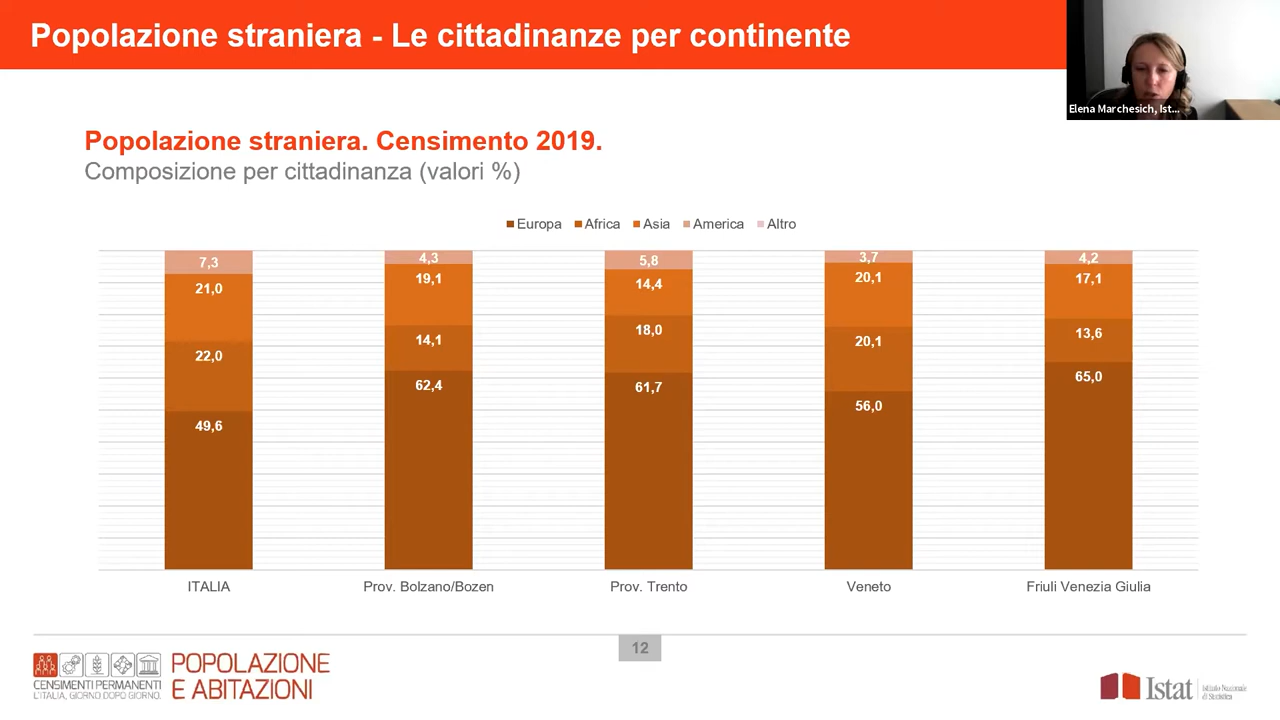 Popolazione straniera - Le cittadinanze per continente
Elena Marchesich, Ist...
Popolazione straniera. Censimento 2019.
Composizione per cittadinanza (valori %)
Europa Africa Asia America Altro
7,3 4,3 5,8 3,7 4,2
21,0 19,1 14,4 20,1 17,1
22,0 14,1 18,0 20,1 13,6
49,6 62,4 61,7 56,0 65,0
ITALIA Prov. Bolzano/Bozen Prov. Trento Veneto Friuli Venezia Giulia
12
CENSIMENTI PERMANENTI
L'ITALIA, GIORNO DOPO GIORNO.
POPOLAZIONE
E ABITAZIONI
Istat
Istituto Nazionale
di Statistica